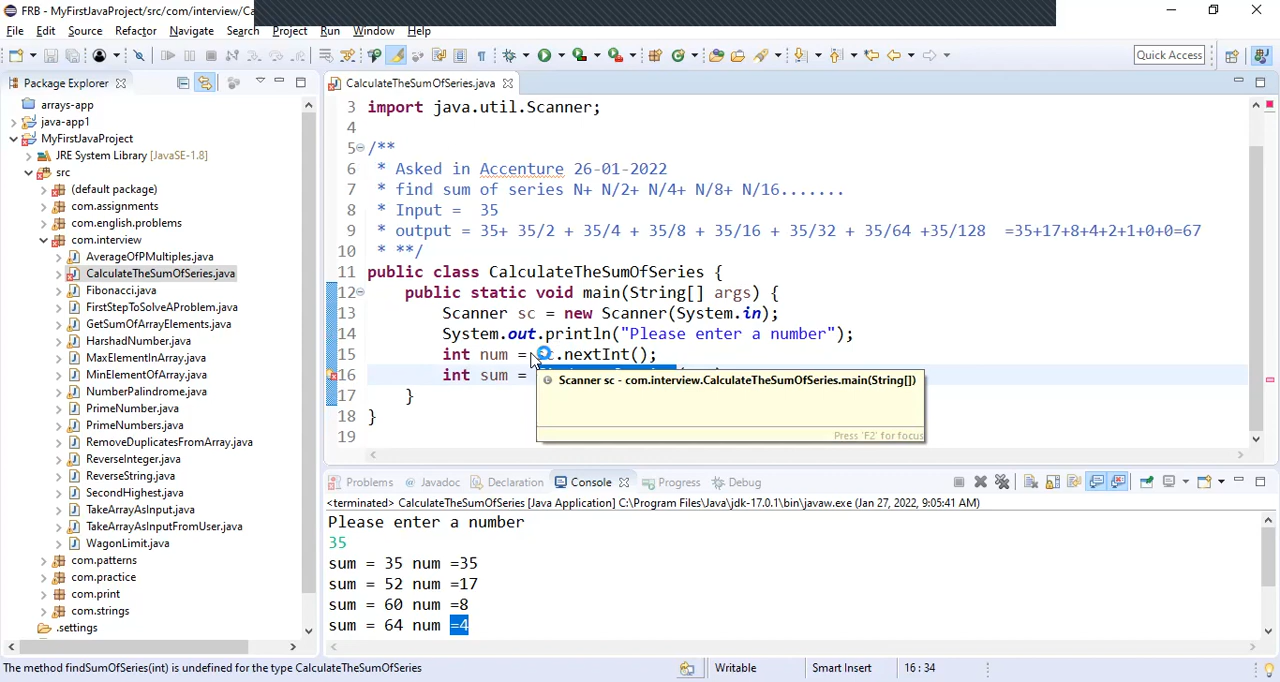 FRB - MyFirstJavaProject/src/com/interview/Ca
File Edit Source Refactor Navigate Search Project Run Window Help
Quick Access
Package Explorer
arrays-app
java-app1
MyFirstJavaProject
JRE System Library [JavaSE-1.8]
src
(default package)
com.assignments
com.english.problems
com.interview
AverageOfPMultiples.java
CalculateTheSumOfSeries.java
Fibonacci.java
FirstStepToSolveAProblem.java
GetSumOfArrayElements.java
HarshadNumber.java
MaxElementInArray.java
MinElementOfArray.java
NumberPalindrome.java
PrimeNumber.java
PrimeNumbers.java
RemoveDuplicatesFromArray.java
ReverseInteger.java
ReverseString.java
SecondHighest.java
TakeArrayAsInput.java
TakeArrayAsInputFromUser.java
WagonLimit.java
com.patterns
com.practice
com.print
com.strings
.settings
CalculateTheSumOfSeries.java
3 import java.util.Scanner;
4
5 /**
6 * Asked in Accenture 26-01-2022
7 * find sum of series N+ N/2+ N/4+ N/8+ N/16.......
8 * Input = 35
9 * output = 35+ 35/2 + 35/4 + 35/8 + 35/16 + 35/32 + 35/64 +35/128 =35+17+8+4+2+1+0+0=67
10 * **/
11 public class CalculateTheSumOfSeries {
12 public static void main(String[] args) {
13 Scanner sc = new Scanner(System.in);
14 System.out.println("Please enter a number");
15 int num = sc.nextInt();
16 int sum =
17 }
18 }
19
Scanner sc - com.interview.CalculateTheSumOfSeries.main(String[])
Press 'F2' for focus
Problems Javadoc Declaration Console Progress Debug
<terminated> CalculateTheSumOfSeries [Java Application] C:\Program Files\Java\jdk-17.0.1\bin\javaw.exe (Jan 27, 2022, 9:05:41 AM)
Please enter a number
35
sum = 35 num =35
sum = 52 num =17
sum = 60 num =8
sum = 64 num =4
The method findSumOfSeries(int) is undefined for the type CalculateTheSumOfSeries
Writable Smart Insert 16 : 34